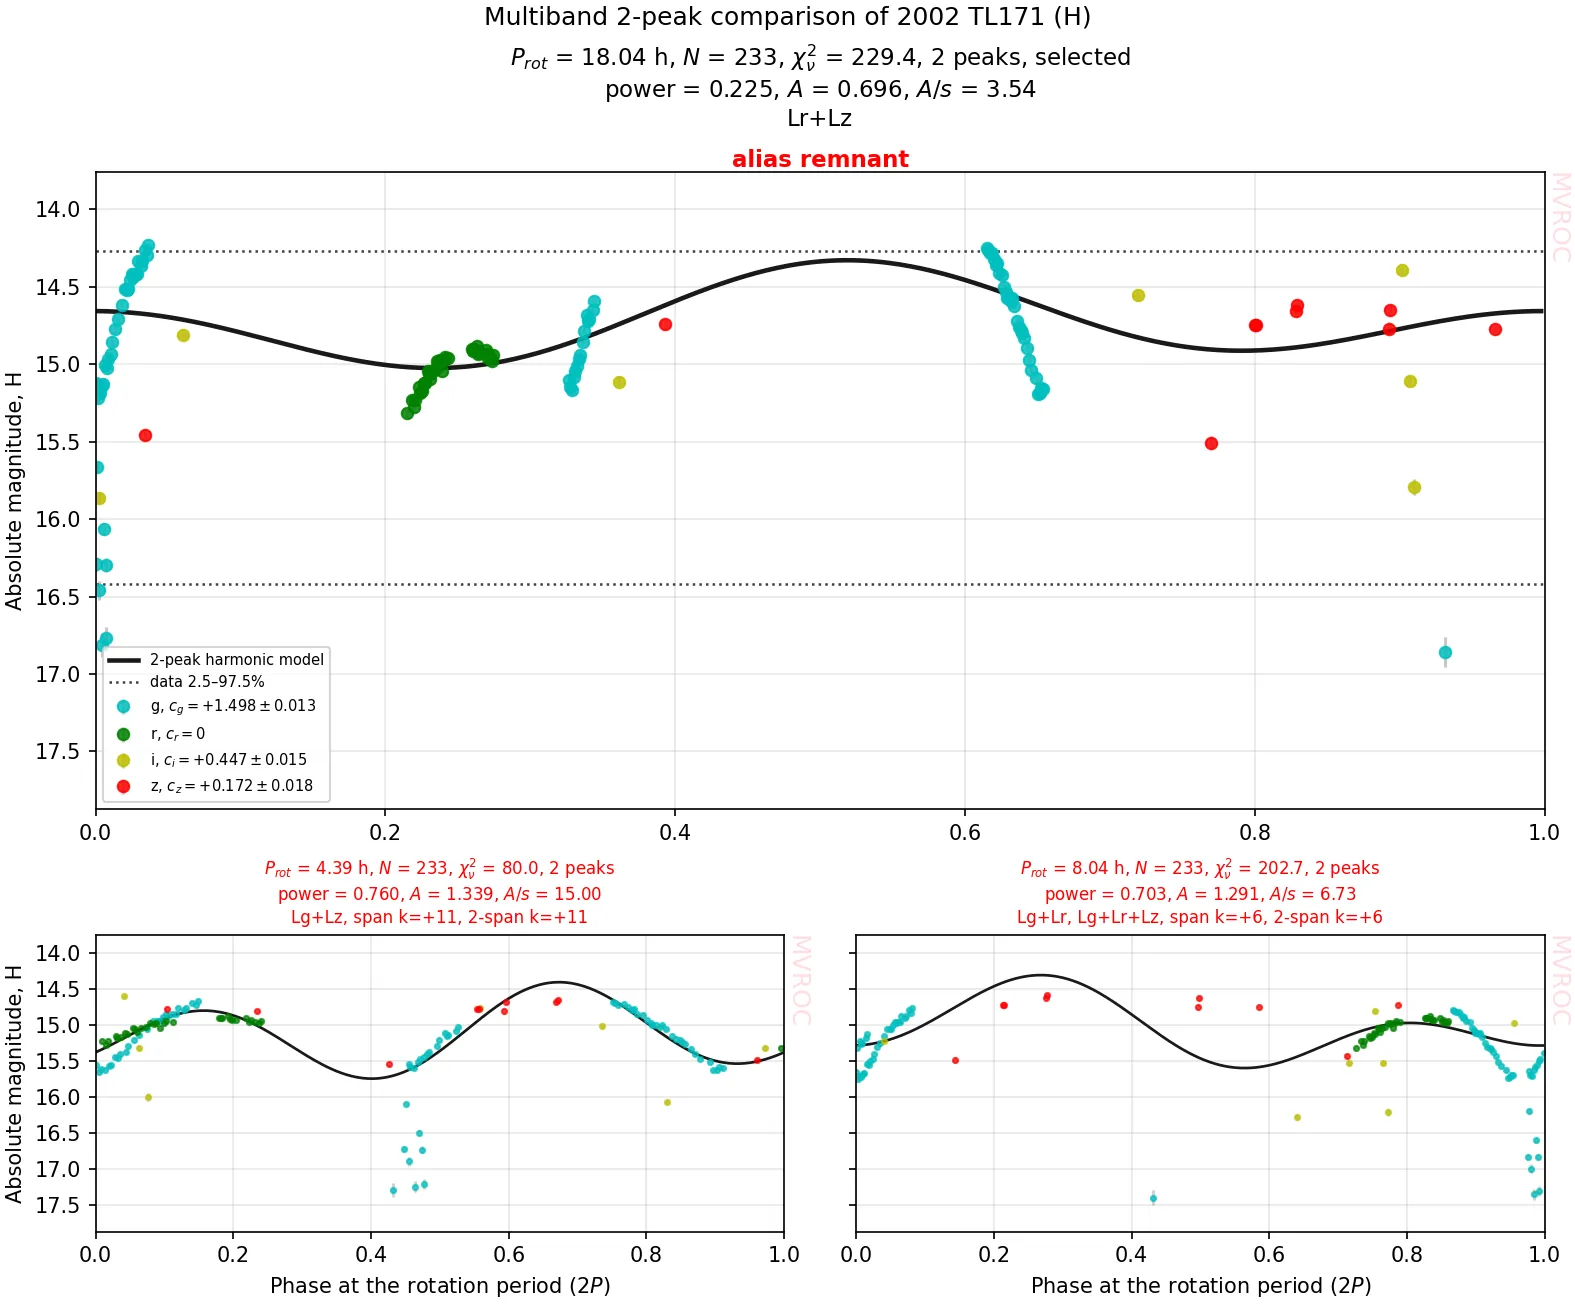 Multiband 2-peak comparison of 2002 TL171 (H)
P_rot = 18.04 h, N = 233, χ²_ν = 229.4, 2 peaks, selected
power = 0.225, A = 0.696, A/s = 3.54
Lr+Lz
alias remnant
MVROC
14.0
14.5
15.0
15.5
16.0
16.5
17.0
17.5
Absolute magnitude, H
2-peak harmonic model
data 2.5–97.5%
g, c_g = +1.498 ± 0.013
r, c_r = 0
i, c_i = +0.447 ± 0.015
z, c_z = +0.172 ± 0.018
0.0 0.2 0.4 0.6 0.8 1.0
P_rot = 4.39 h, N = 233, χ²_ν = 80.0, 2 peaks
power = 0.760, A = 1.339, A/s = 15.00
Lg+Lz, span k=+11, 2-span k=+11
MVROC
14.0
14.5
15.0
15.5
16.0
16.5
17.0
17.5
Absolute magnitude, H
0.0 0.2 0.4 0.6 0.8 1.0
Phase at the rotation period (2P)
P_rot = 8.04 h, N = 233, χ²_ν = 202.7, 2 peaks
power = 0.703, A = 1.291, A/s = 6.73
Lg+Lr, Lg+Lr+Lz, span k=+6, 2-span k=+6
MVROC
0.0 0.2 0.4 0.6 0.8 1.0
Phase at the rotation period (2P)